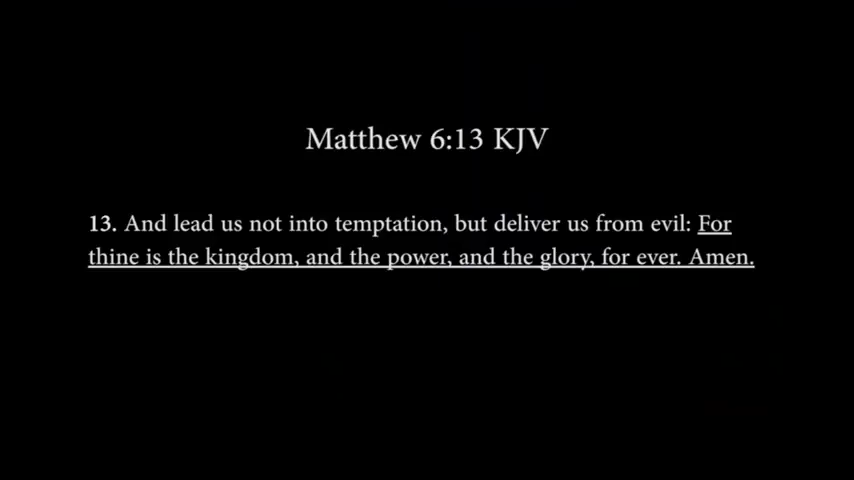 Matthew 6:13 KJV
13. And lead us not into temptation, but deliver us from evil: For
thine is the kingdom, and the power, and the glory, for ever. Amen.